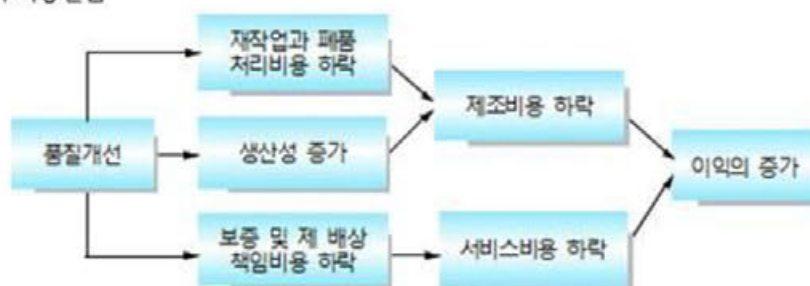 재작업과 폐품
처리비용 하락
제조비용 하락
품질개선
생산성 증가
이익의 증가
보증 및 제 배상
책임비용 하락
서비스비용 하락